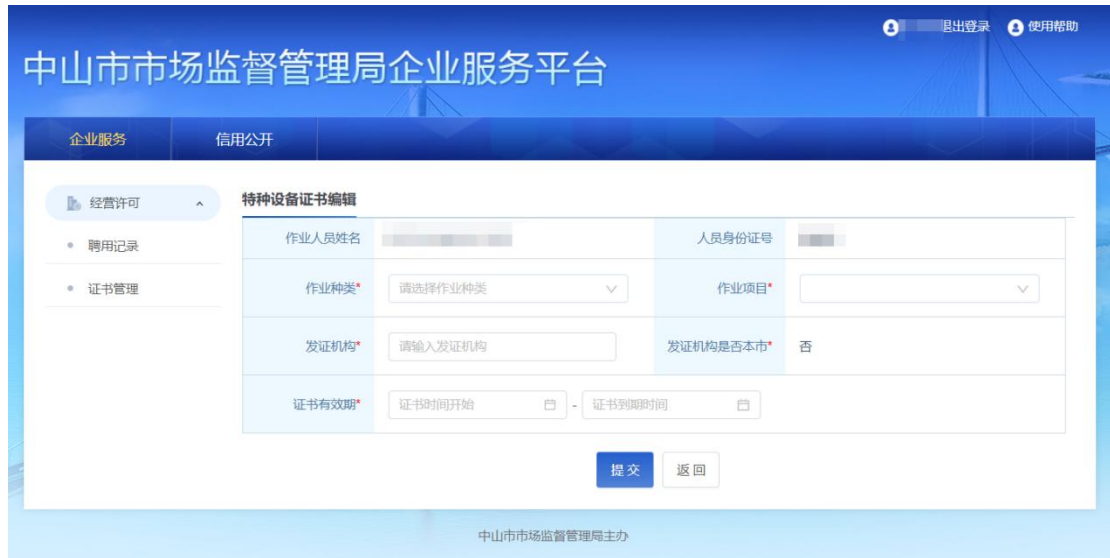 退出登录 使用帮助
中山市市场监督管理局企业服务平台
企业服务 信用公开
经营许可
聘用记录
证书管理
特种设备证书编辑
作业人员姓名 人员身份证号
作业种类* 请选择作业种类 作业项目*
发证机构* 请输入发证机构 发证机构是否本市* 否
证书有效期* 证书时间开始 - 证书到期时间
提交 返回
中山市市场监督管理局主办